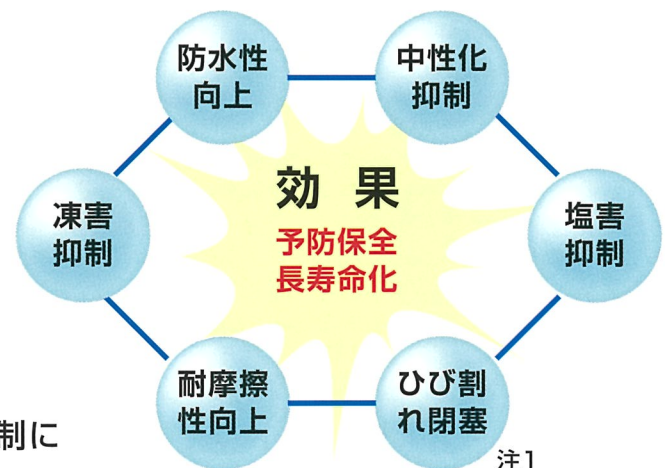 防水性
向上
中性化
抑制
効果
予防保全
長寿命化
凍害
抑制
塩害
抑制
耐摩擦
性向上
ひび割
れ閉塞
制に
注1